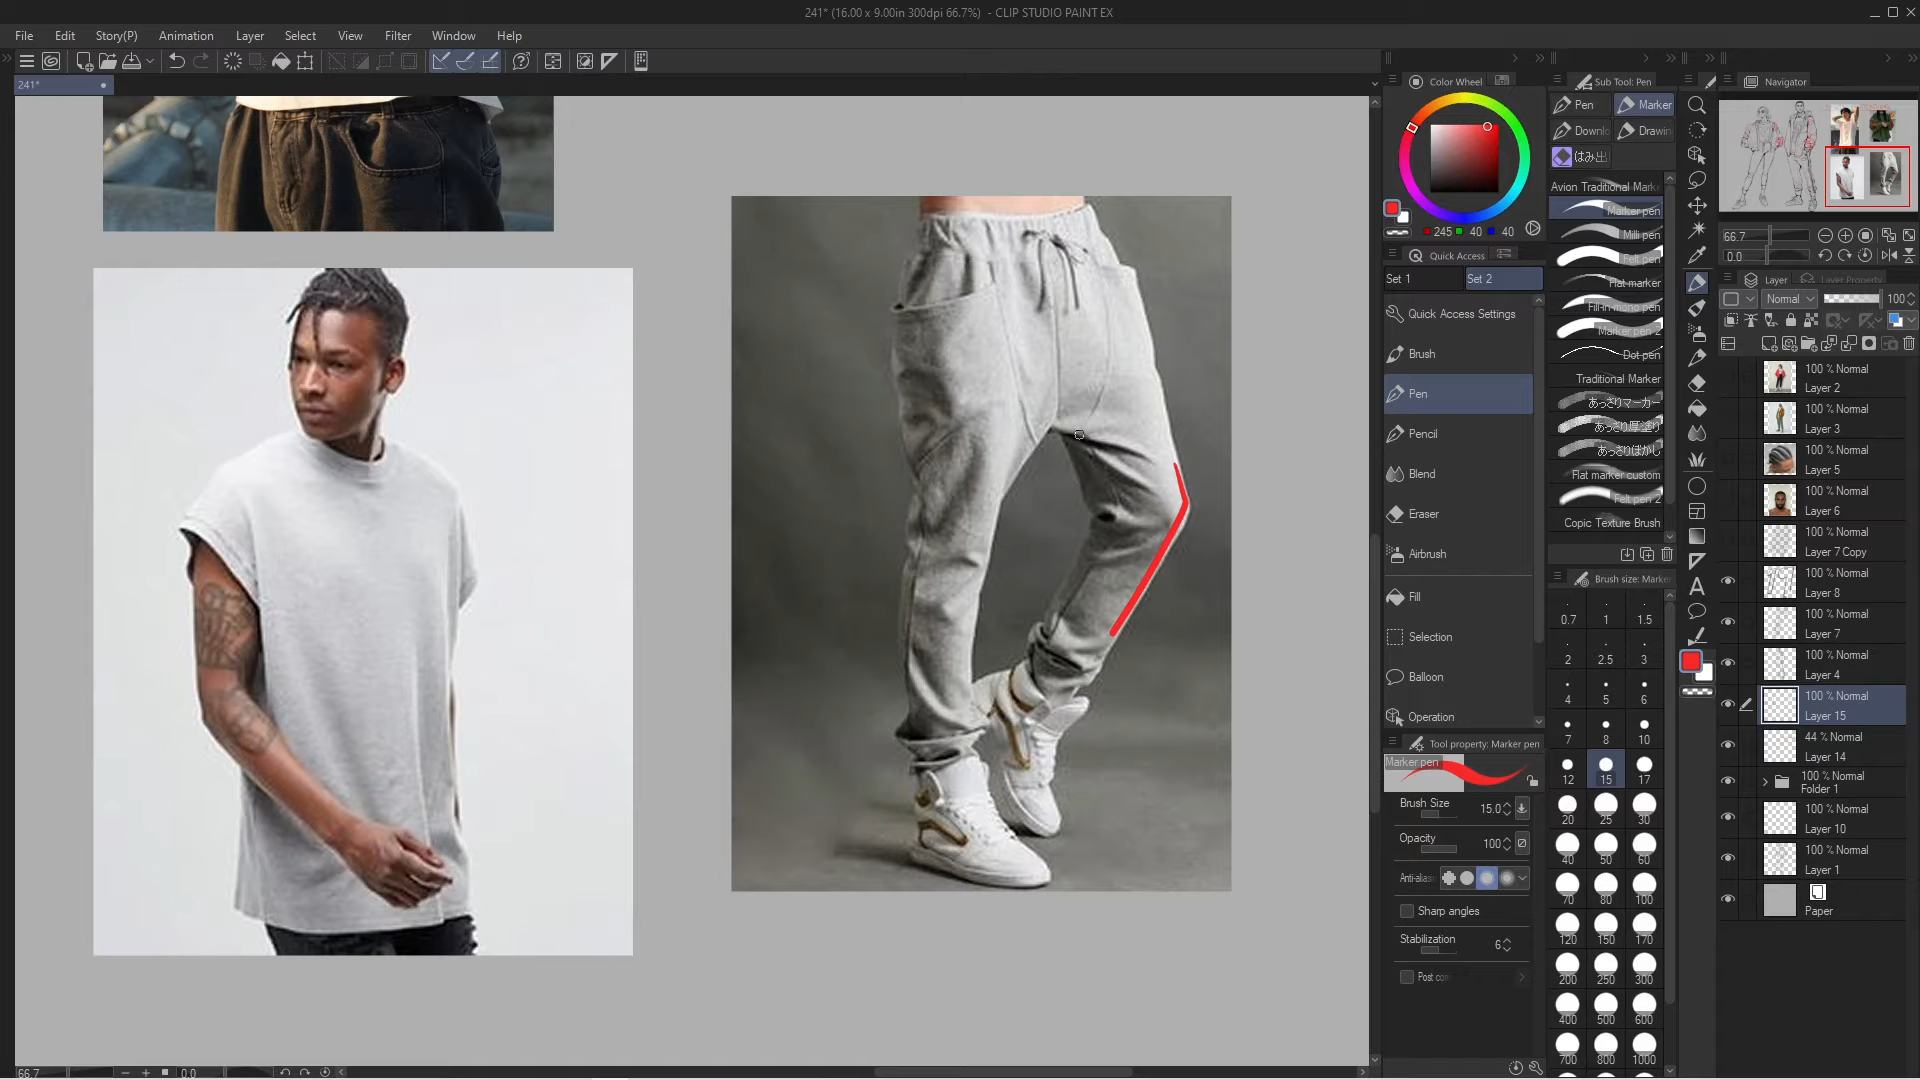 241* (16.00 x 9.00in 300dpi 66.7%) - CLIP STUDIO PAINT EX
File Edit Story(P) Animation Layer Select View Filter Window Help
241*
Color Wheel
245 40 40
Quick Access
Set 1 Set 2
Quick Access Settings
Brush
Pen
Pencil
Blend
Eraser
Airbrush
Fill
Selection
Balloon
Operation
Tool property: Marker pen
Marker pen
Brush Size 15.0
Opacity 100
Anti-alias
Sharp angles
Stabilization 6
Post
Sub Tool: Pen
Pen Marker
Downlo Drawin
はみ出
Avion Traditional Mark
Marker pen
Milli pen
Felt pen
Flat marker
Fill-in-mono pen
Marker pen 2
Dot pen
Traditional Marker
あっさりマーカー
あっさり厚塗り
あっさりぼかし
Flat marker custom
Felt pen 2
Copic Texture Brush
Brush size: Marke
0.7 1 1.5
2 2.5 3
4 5 6
7 8 10
12 15 17
20 25 30
40 50 60
70 80 100
120 150 170
200 250 300
400 500 600
700 800 1000
Navigator
66.7
0.0
Layer Layer Property
Normal 100
100 % Normal
Layer 2
100 % Normal
Layer 3
100 % Normal
Layer 5
100 % Normal
Layer 6
100 % Normal
Layer 7 Copy
100 % Normal
Layer 8
100 % Normal
Layer 7
100 % Normal
Layer 4
100 % Normal
Layer 15
44 % Normal
Layer 14
100 % Normal
Folder 1
100 % Normal
Layer 10
100 % Normal
Layer 1
Paper
66.7 0.0